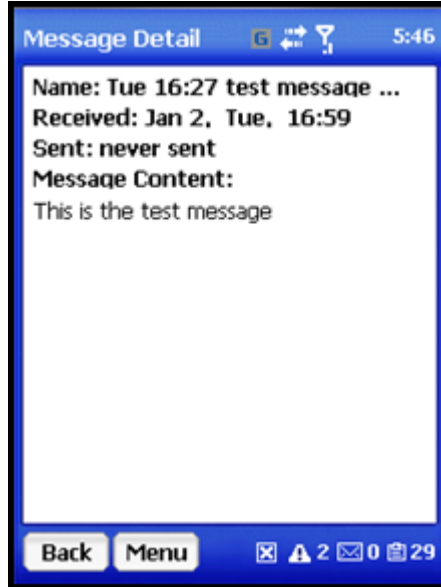 Message Detail G 5:46
Name: Tue 16:27 test message ...
Received: Jan 2, Tue, 16:59
Sent: never sent
Message Content:
This is the test message
Back Menu 2 0 29